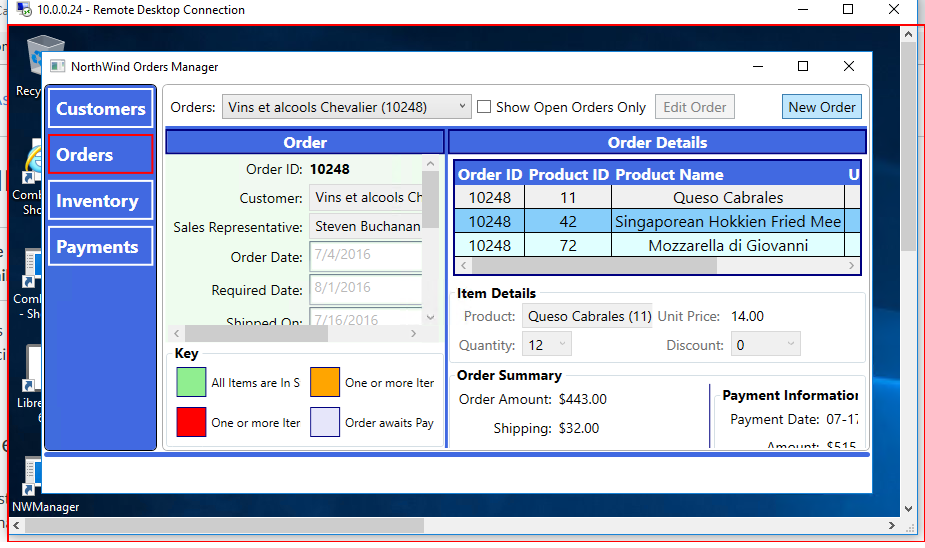 10.0.0.24 - Remote Desktop Connection
NorthWind Orders Manager
Customers
Orders
Inventory
Payments
Orders: Vins et alcools Chevalier (10248) Show Open Orders Only Edit Order New Order
Order
Order ID: 10248
Customer: Vins et alcools Ch
Sales Representative: Steven Buchanan
Order Date: 7/4/2016
Required Date: 8/1/2016
Shipped On: 7/16/2016
Key
All Items are In S
One or more Iter
One or more Iter
Order awaits Pay
Order Details
Order ID Product ID Product Name U
10248 11 Queso Cabrales
10248 42 Singaporean Hokkien Fried Mee
10248 72 Mozzarella di Giovanni
Item Details
Product: Queso Cabrales (11) Unit Price: 14.00
Quantity: 12 Discount: 0
Order Summary
Order Amount: $443.00
Shipping: $32.00
Payment Information
Payment Date: 07-17
Amount: $515
Recy
Comb
Sho
Comb
- Sho
Libre
6
NWManager